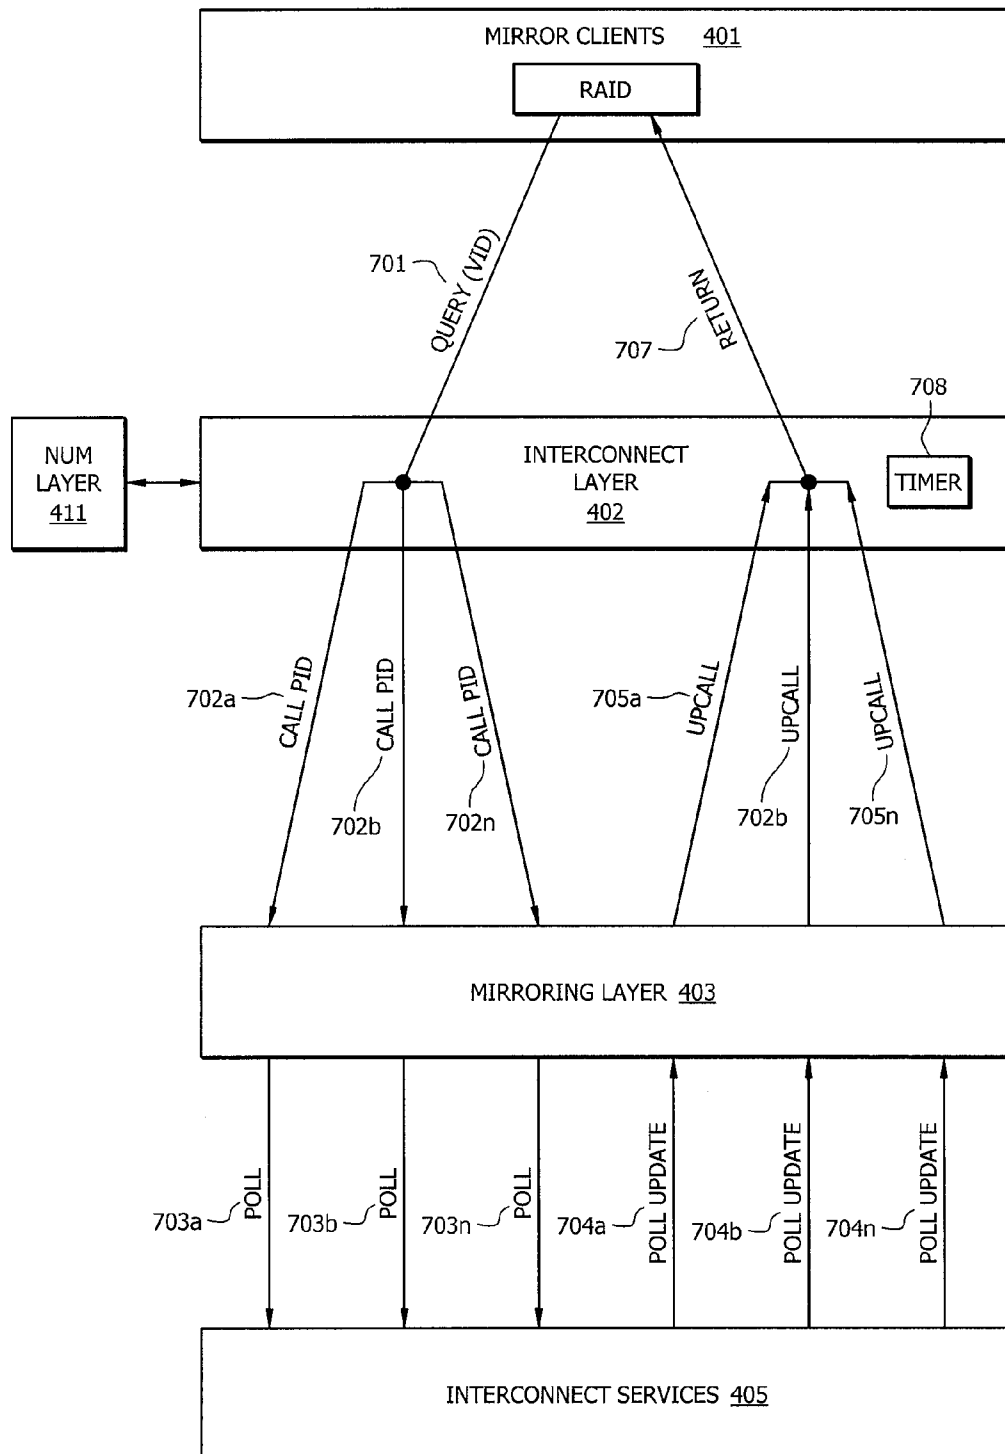 MIRROR CLIENTS 401
RAID
701
QUERY (VID)
RETURN
707
708
NUM
LAYER
411
INTERCONNECT
LAYER
402
TIMER
702a
CALL PID
702b
CALL PID
702n
CALL PID
705a
UPCALL
702b
UPCALL
705n
UPCALL
MIRRORING LAYER 403
703a
POLL
703b
POLL
703n
POLL
704a
POLL UPDATE
704b
POLL UPDATE
704n
POLL UPDATE
INTERCONNECT SERVICES 405